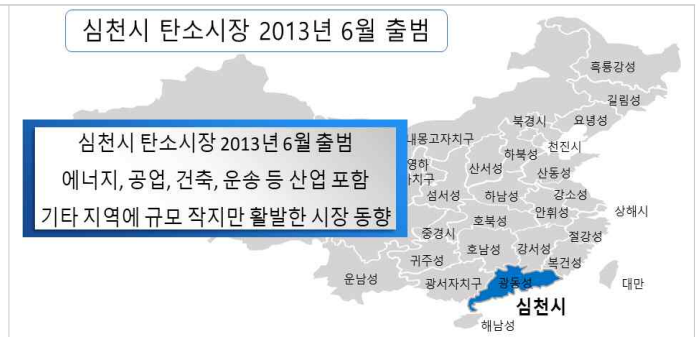 심천시 탄소시장 2013년 6월 출범
심천시 탄소시장 2013년 6월 출범
에너지, 공업, 건축, 운송 등 산업 포함
기타 지역에 규모 작지만 활발한 시장 동향
흑룡강성
길림성
요녕성
북경시
내몽고자치구
천진시
하북성
영하
자치구
산서성
산동성
섬서성
하남성
강소성
안휘성
상해시
호북성
중경시
절강성
호남성
강서성
귀주성
복건성
운남성
광서자치구
광동성
대만
심천시
해남성